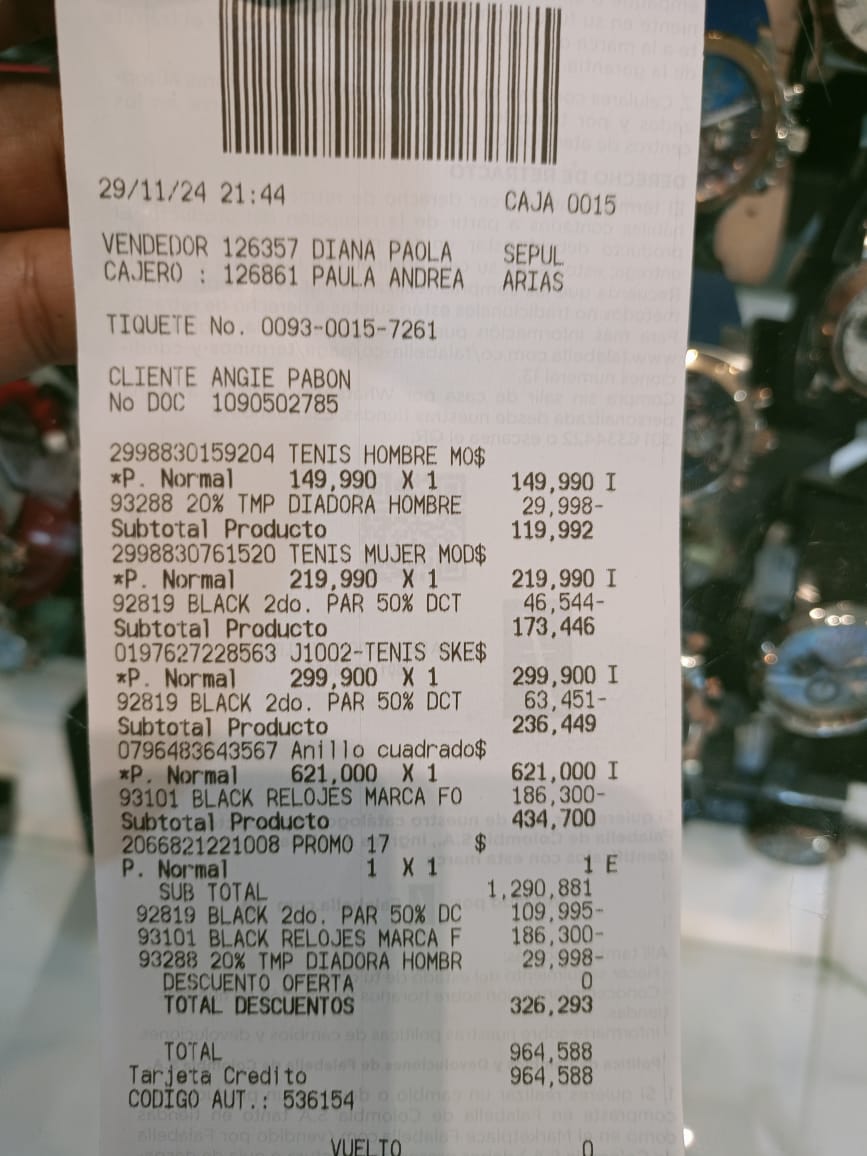 29/11/24 21:44 CAJA 0015
VENDEDOR 126357 DIANA PAOLA SEPUL
CAJERO : 126861 PAULA ANDREA ARIAS
TIQUETE No. 0093-0015-7261
CLIENTE ANGIE PABON
No DOC 1090502785
2998830159204 TENIS HOMBRE MO$
*P. Normal 149,990 X 1 149,990 I
93288 20% TMP DIADORA HOMBRE 29,998-
Subtotal Producto 119,992
2998830761520 TENIS MUJER MOD$
*P. Normal 219,990 X 1 219,990 I
92819 BLACK 2do. PAR 50% DCT 46,544-
Subtotal Producto 173,446
0197627228563 J1002-TENIS SKE$
*P. Normal 299,900 X 1 299,900 I
92819 BLACK 2do. PAR 50% DCT 63,451-
Subtotal Producto 236,449
0796483643567 Anillo cuadrado$
*P. Normal 621,000 X 1 621,000 I
93101 BLACK RELOJES MARCA FO 186,300-
Subtotal Producto 434,700
2066821221008 PROMO 17 $
P. Normal 1 X 1 1 E
SUB TOTAL 1,290,881
92819 BLACK 2do. PAR 50% DC 109,995-
93101 BLACK RELOJES MARCA F 186,300-
93288 20% TMP DIADORA HOMBR 29,998-
DESCUENTO OFERTA 0
TOTAL DESCUENTOS 326,293
TOTAL 964,588
Tarjeta Credito 964,588
CODIGO AUT.: 536154
VUELTO 0